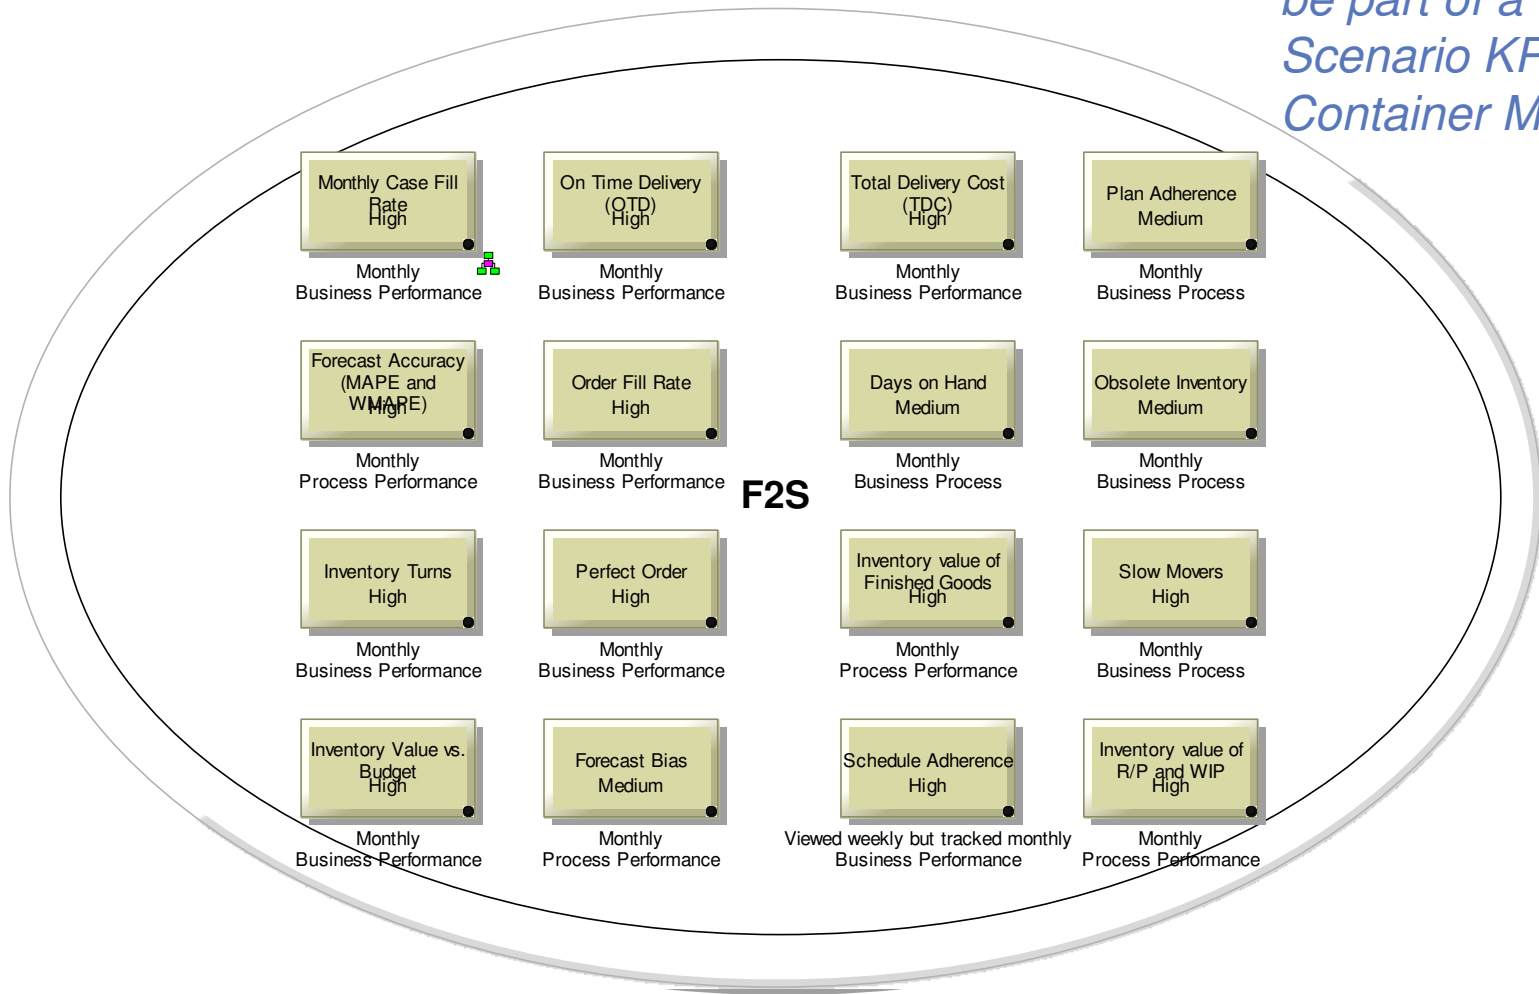 be part of a
Scenario
Container
Monthly Case Fill
Rate
High
Monthly
Business Performance
On Time Delivery
(OTD)
High
Monthly
Business Performance
Total Delivery Cost
(TDC)
High
Monthly
Business Performance
Plan Adherence
Medium
Monthly
Business Process
Forecast Accuracy
(MAPE and
WMAPE)
High
Monthly
Process Performance
Order Fill Rate
High
Monthly
Business Performance
Days on Hand
Medium
Monthly
Business Process
Obsolete Inventory
Medium
Monthly
Business Process
F2S
Inventory Turns
High
Monthly
Business Performance
Perfect Order
High
Monthly
Business Performance
Inventory value of
Finished Goods
High
Monthly
Process Performance
Slow Movers
High
Monthly
Business Process
Inventory Value vs.
Budget
High
Monthly
Business Performance
Forecast Bias
Medium
Monthly
Process Performance
Schedule Adherence
High
Viewed weekly but tracked monthly
Business Performance
Inventory value of
R/P and WIP
High
Monthly
Process Performance